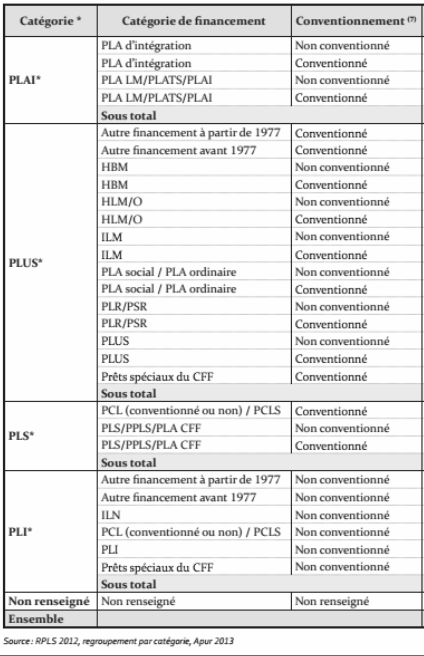 Catégorie * Catégorie de financement Conventionnement (7)
PLA d'intégration Non conventionné
PLA d'intégration Conventionné
PLAI* PLA LM/PLATS/PLAI Non conventionné
PLA LM/PLATS/PLAI Conventionné
Sous total
Autre financement à partir de 1977 Conventionné
Autre financement avant 1977 Conventionné
HBM Non conventionné
HBM Conventionné
HLM/O Non conventionné
HLM/O Conventionné
ILM Non conventionné
PLUS* ILM Conventionné
PLA social / PLA ordinaire Non conventionné
PLA social / PLA ordinaire Conventionné
PLR/PSR Non conventionné
PLR/PSR Conventionné
PLUS Non conventionné
PLUS Conventionné
Prêts spéciaux du CFF Conventionné
Sous total
PCL (conventionné ou non) / PCLS Conventionné
PLS* PLS/PPLS/PLA CFF Non conventionné
PLS/PPLS/PLA CFF Conventionné
Sous total
Autre financement à partir de 1977 Non conventionné
Autre financement avant 1977 Non conventionné
ILN Non conventionné
PLI* PCL (conventionné ou non) / PCLS Non conventionné
PLI Non conventionné
Prêts spéciaux du CFF Non conventionné
Sous total
Non renseigné Non renseigné Non renseigné
Ensemble
Source : RPLS 2012, regroupement par catégorie, Apur 2013